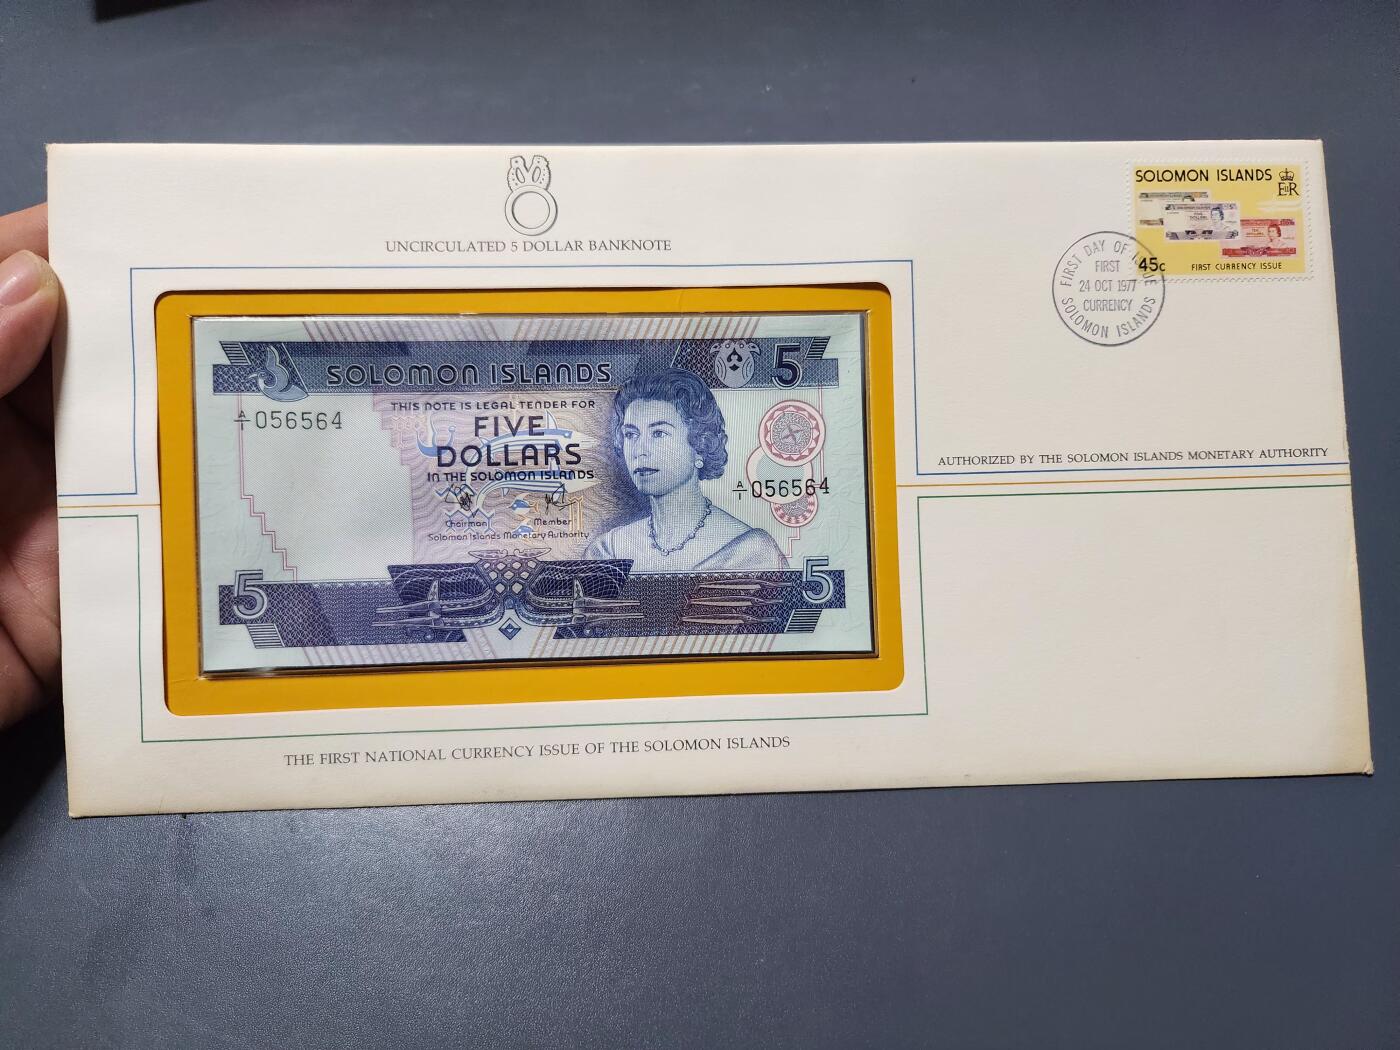 UNCIRCULATED 5 DOLLAR BANKNOTE
SOLOMON ISLANDS
5
A/1 056564
THIS NOTE IS LEGAL TENDER FOR
FIVE
DOLLARS
IN THE SOLOMON ISLANDS
Chairman Member
Solomon Islands Monetary Authority
A/1 056564
5
5
THE FIRST NATIONAL CURRENCY ISSUE OF THE SOLOMON ISLANDS
SOLOMON ISLANDS
EIIR
45c
FIRST CURRENCY ISSUE
FIRST DAY OF ISSUE
FIRST
24 OCT 1977
CURRENCY
SOLOMON ISLANDS
AUTHORIZED BY THE SOLOMON ISLANDS MONETARY AUTHORITY